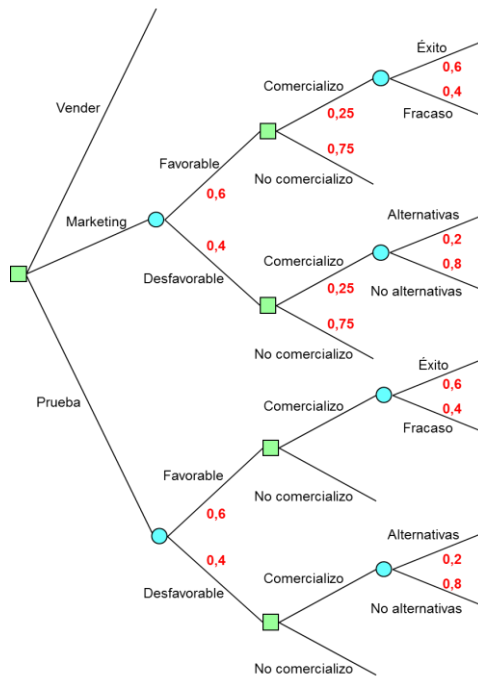 Éxito
0,6
Comercializo
0,4
Vender
0,25
Fracaso
0,75
Favorable
0,6
No comercializo
Marketing
Alternativas
0,4
Comercializo
0,2
0,8
Desfavorable
0,25
No alternativas
0,75
No comercializo
Éxito
0,6
Prueba
Comercializo
0,4
Fracaso
Favorable
0,6
No comercializo
Alternativas
0,4
Comercializo
0,2
0,8
Desfavorable
No alternativas
No comercializo